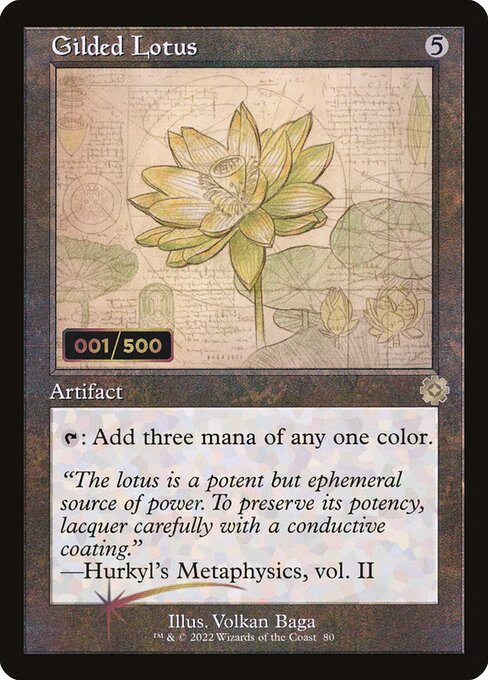 Gilded Lotus 5
001/500
BAGA 2021
Artifact
: Add three mana of any one color.
“The lotus is a potent but ephemeral
source of power. To preserve its potency,
lacquer carefully with a conductive
coating.”
—Hurkyl's Metaphysics, vol. II
Illus. Volkan Baga
™ & © 2022 Wizards of the Coast 80